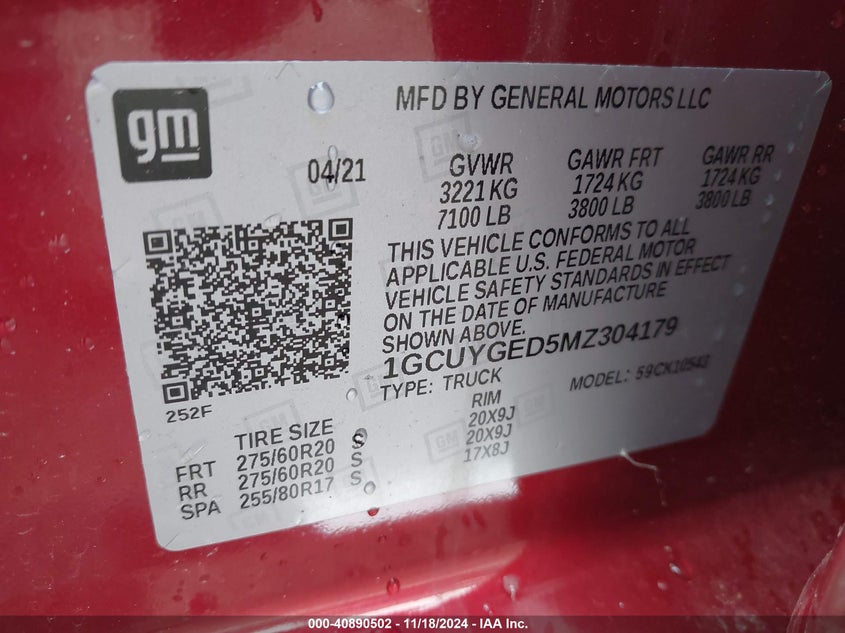 gm
MFD BY GENERAL MOTORS LLC
04/21
GVWR GAWR FRT GAWR RR
3221 KG 1724 KG 1724 KG
7100 LB 3800 LB 3800 LB
THIS VEHICLE CONFORMS TO ALL
APPLICABLE U.S. FEDERAL MOTOR
VEHICLE SAFETY STANDARDS IN EFFECT
ON THE DATE OF MANUFACTURE
SHOWN ABOVE.
1GCUYGED5MZ304179
TYPE: TRUCK MODEL: 59CK10543
252F
TIRE SIZE RIM
FRT 275/60R20 S 20X9J
RR 275/60R20 S 20X9J
SPA 255/80R17 S 17X8J
000-40890502 - 11/18/2024 - IAA Inc.